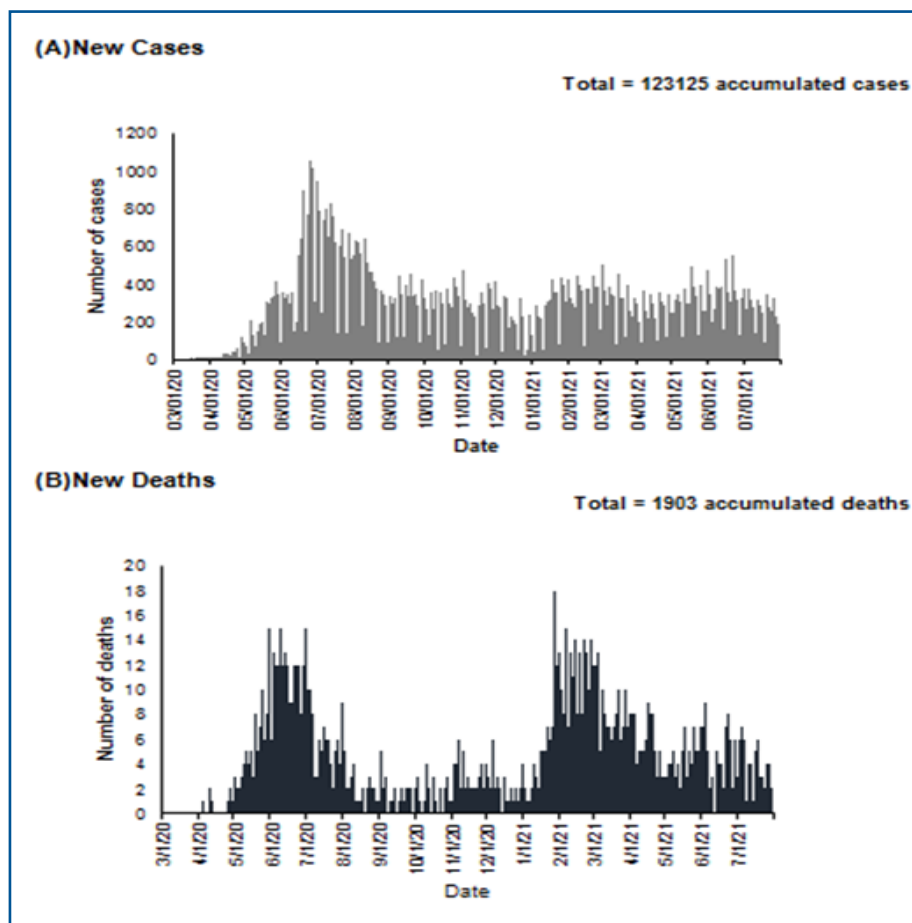 (A)New Cases
Total = 123125 accumulated cases
1200
1000
800
600
400
200
0
Number of cases
03/01/20 04/01/20 05/01/20 06/01/20 07/01/20 08/01/20 09/01/20 10/01/20 11/01/20 12/01/20 01/01/21 02/01/21 03/01/21 04/01/21 05/01/21 06/01/21 07/01/21
Date
(B)New Deaths
Total = 1903 accumulated deaths
20
18
16
14
12
10
8
6
4
2
0
Number of deaths
3/1/20 4/1/20 5/1/20 6/1/20 7/1/20 8/1/20 9/1/20 10/1/20 11/1/20 12/1/20 1/1/21 2/1/21 3/1/21 4/1/21 5/1/21 6/1/21 7/1/21
Date